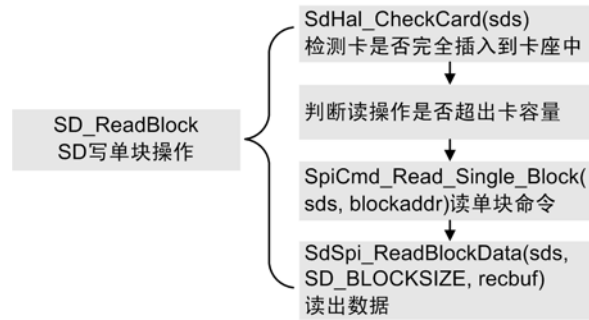 SD_ReadBlock
SD写单块操作
SdHal_CheckCard(sds)
检测卡是否完全插入到卡座中
判断读操作是否超出卡容量
SpiCmd_Read_Single_Block(
sds, blockaddr)读单块命令
SdSpi_ReadBlockData(sds,
SD_BLOCKSIZE, recbuf)
读出数据